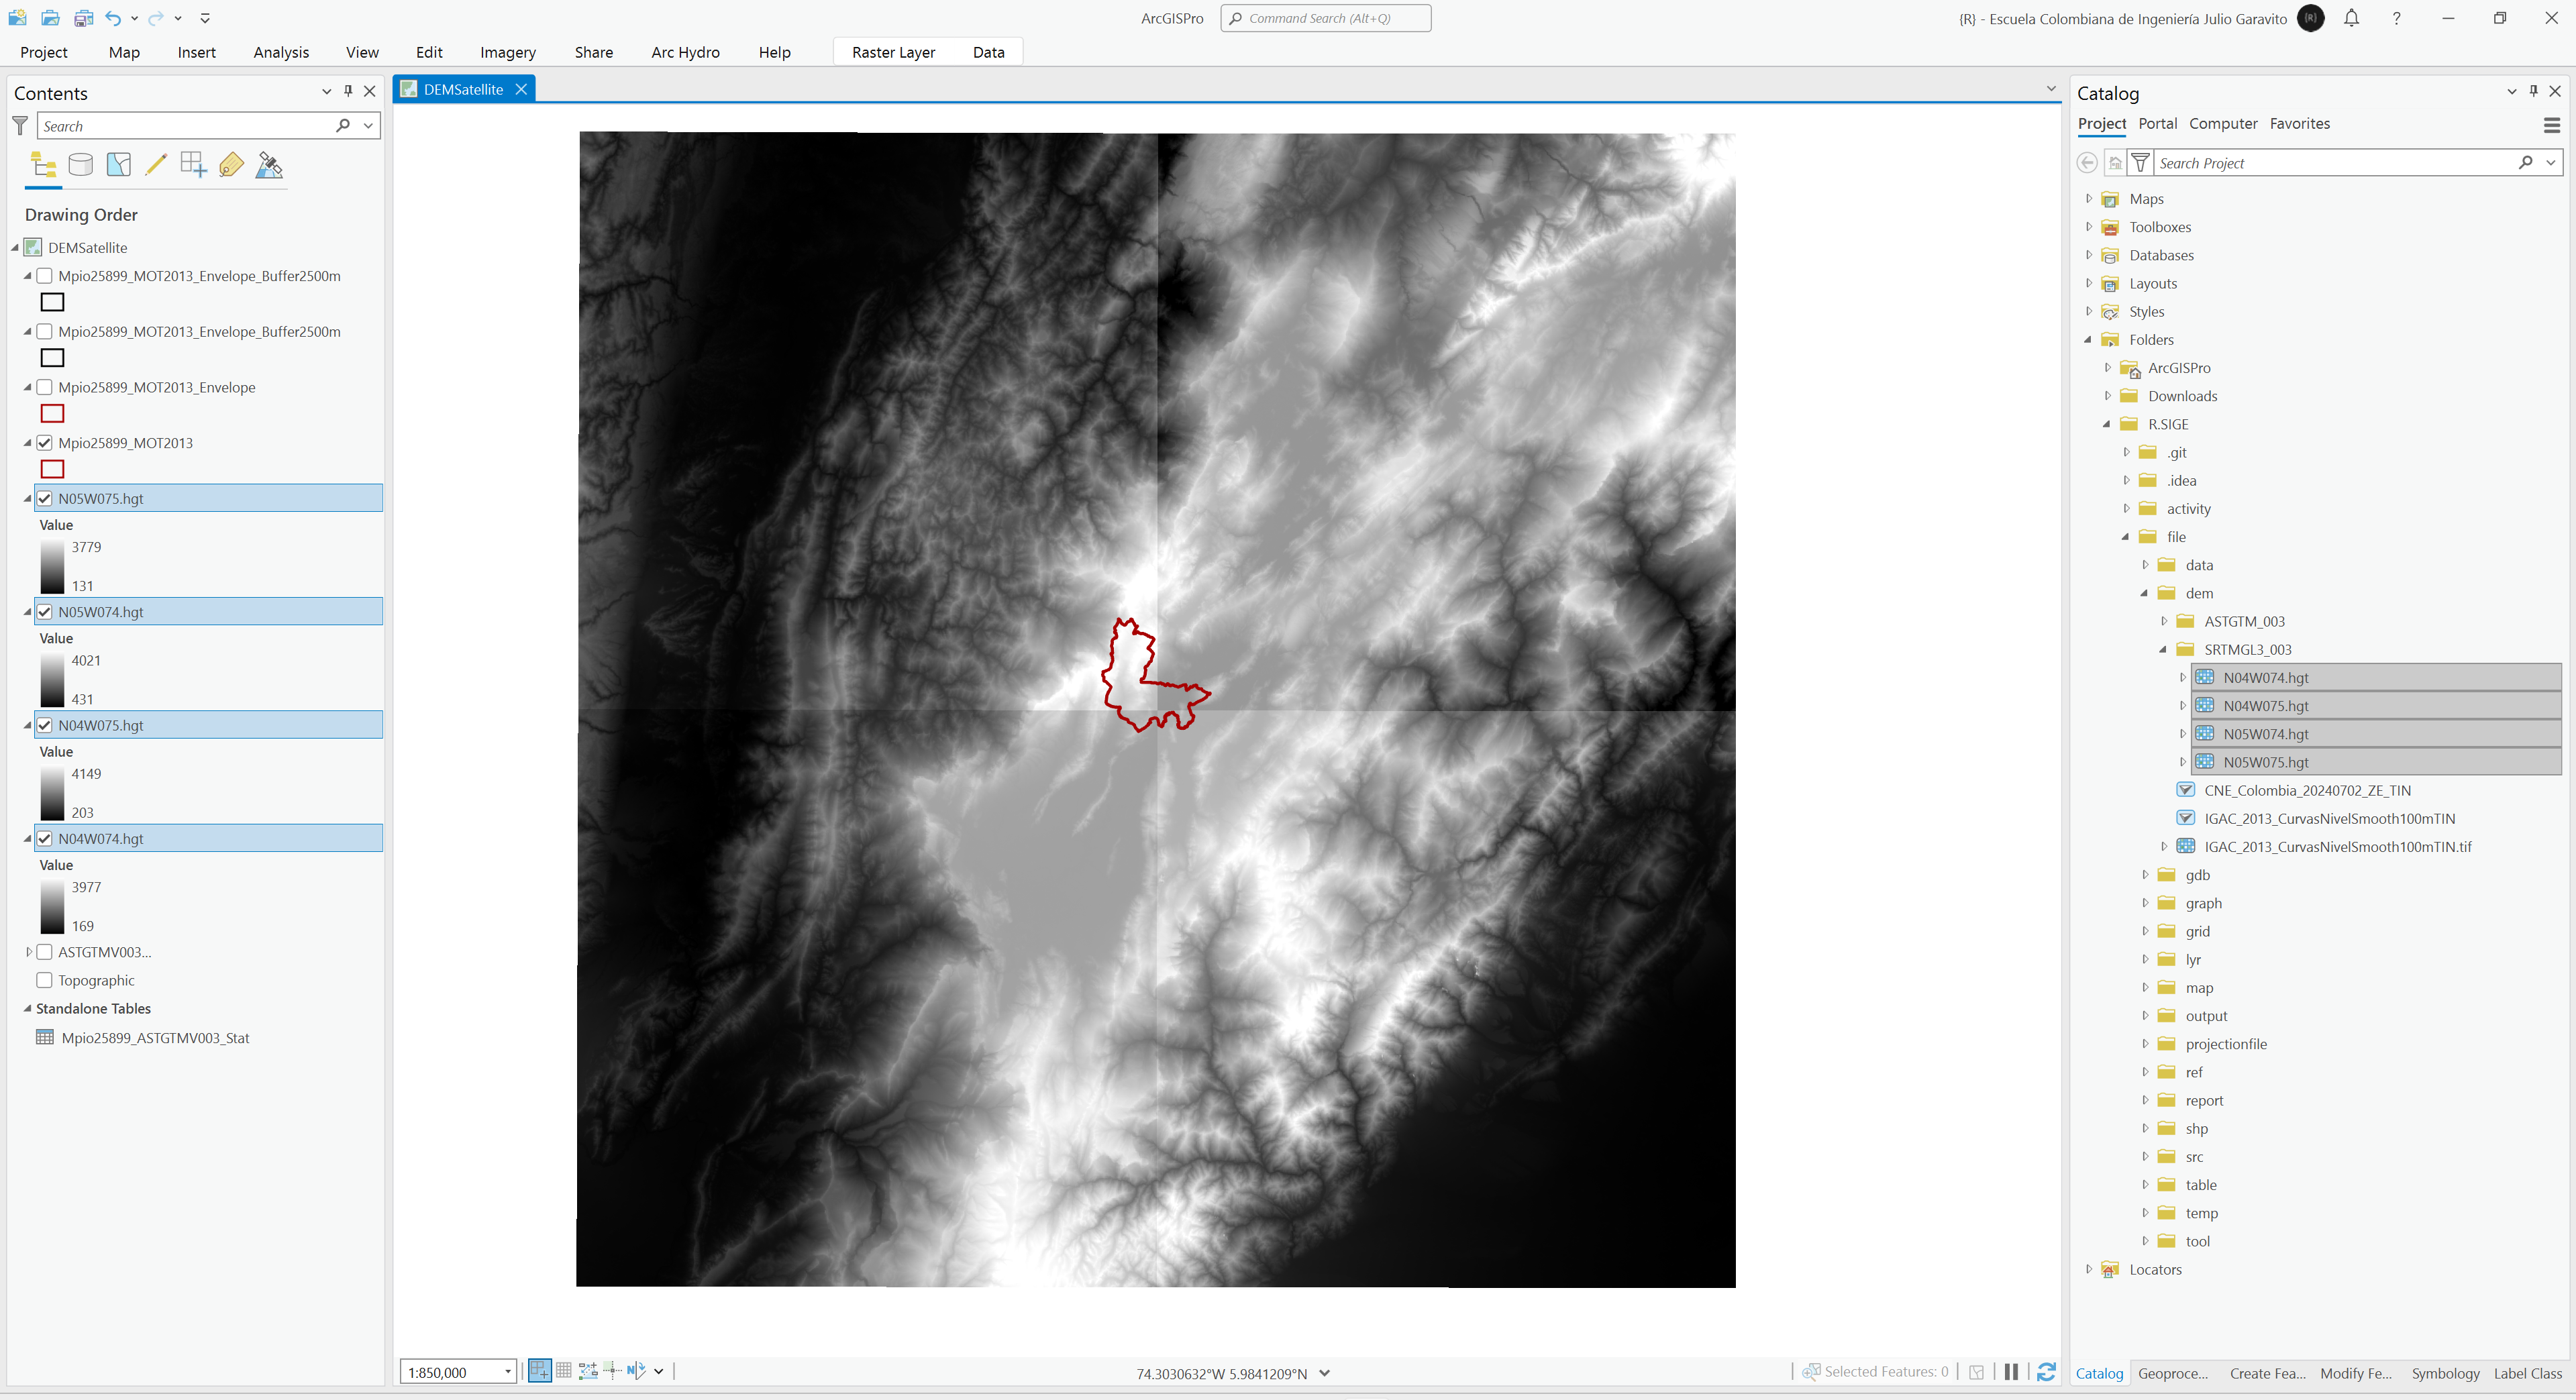 ArcGISPro
Command Search (Alt+Q)
{R} - Escuela Colombiana de Ingeniería Julio Garavito
{R}
?
Project
Map
Insert
Analysis
View
Edit
Imagery
Share
Arc Hydro
Help
Raster Layer
Data
Contents
Search
Drawing Order
DEMSatellite
Mpio25899_MOT2013_Envelope_Buffer2500m
Mpio25899_MOT2013_Envelope_Buffer2500m
Mpio25899_MOT2013_Envelope
Mpio25899_MOT2013
N05W075.hgt
Value
3779
131
N05W074.hgt
Value
4021
431
N04W075.hgt
Value
4149
203
N04W074.hgt
Value
3977
169
ASTGTMV003...
Topographic
Standalone Tables
Mpio25899_ASTGTMV003_Stat
DEMSatellite
1:850,000
N
74.3030632°W 5.9841209°N
Selected Features: 0
Catalog
Project
Portal
Computer
Favorites
Search Project
Maps
Toolboxes
Databases
Layouts
Styles
Folders
ArcGISPro
Downloads
R.SIGE
.git
.idea
activity
file
data
dem
ASTGTM_003
SRTMGL3_003
N04W074.hgt
N04W075.hgt
N05W074.hgt
N05W075.hgt
CNE_Colombia_20240702_ZE_TIN
IGAC_2013_CurvasNivelSmooth100mTIN
IGAC_2013_CurvasNivelSmooth100mTIN.tif
gdb
graph
grid
lyr
map
output
projectionfile
ref
report
shp
src
table
temp
tool
Locators
Catalog
Geoproce...
Create Fea...
Modify Fe...
Symbology
Label Class